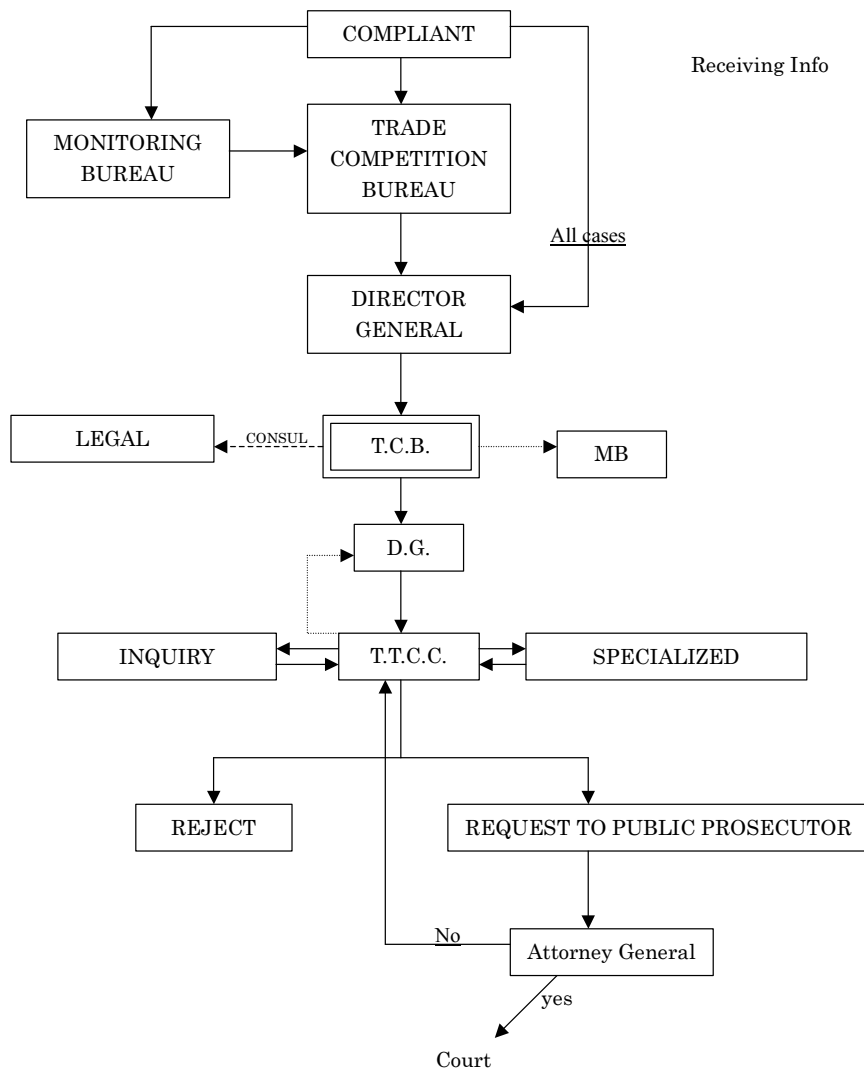 COMPLIANT
Receiving Info
MONITORING
BUREAU
TRADE
COMPETITION
BUREAU
All cases
DIRECTOR
GENERAL
LEGAL
CONSUL
T.C.B.
MB
D.G.
INQUIRY
T.T.C.C.
SPECIALIZED
REJECT
REQUEST TO PUBLIC PROSECUTOR
No
Attorney General
yes
Court